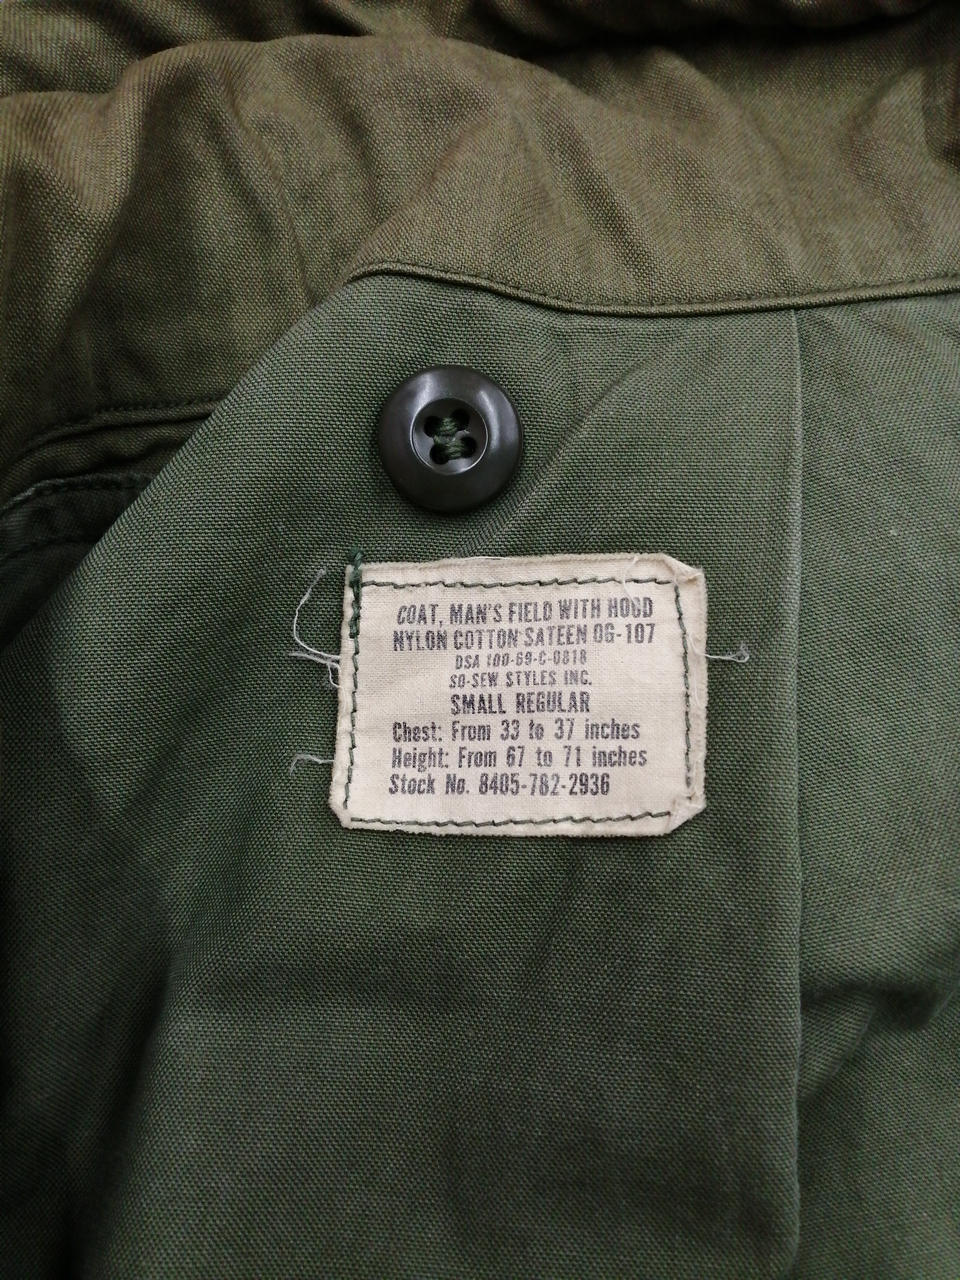 COAT, MAN'S FIELD WITH HOOD
NYLON COTTON SATEEN OG-107
DSA 100-69-C-0818
SO-SEW STYLES INC.
SMALL REGULAR
Chest: From 33 to 37 inches
Height: From 67 to 71 inches
Stock No. 8405-782-2936